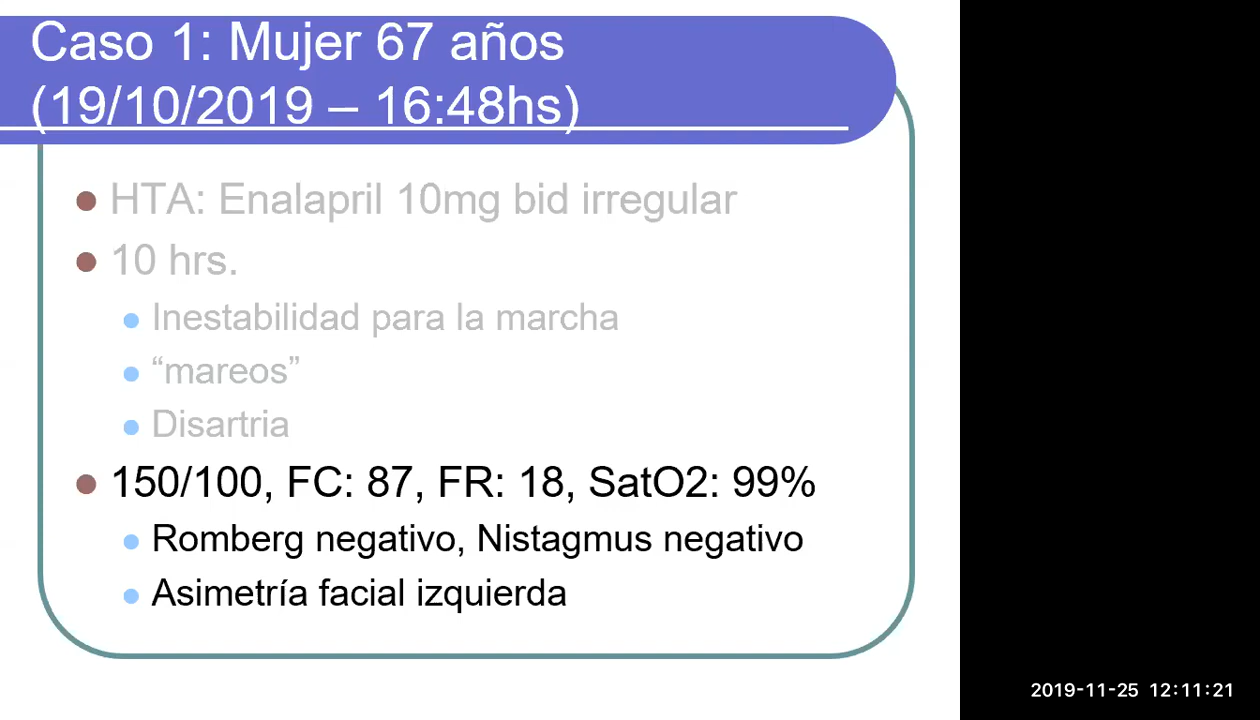 Caso 1: Mujer 67 años
(19/10/2019 – 16:48hs)
HTA: Enalapril 10mg bid irregular
10 hrs.
Inestabilidad para la marcha
“mareos”
Disartria
150/100, FC: 87, FR: 18, SatO2: 99%
Romberg negativo, Nistagmus negativo
Asimetría facial izquierda
2019-11-25 12:11:21